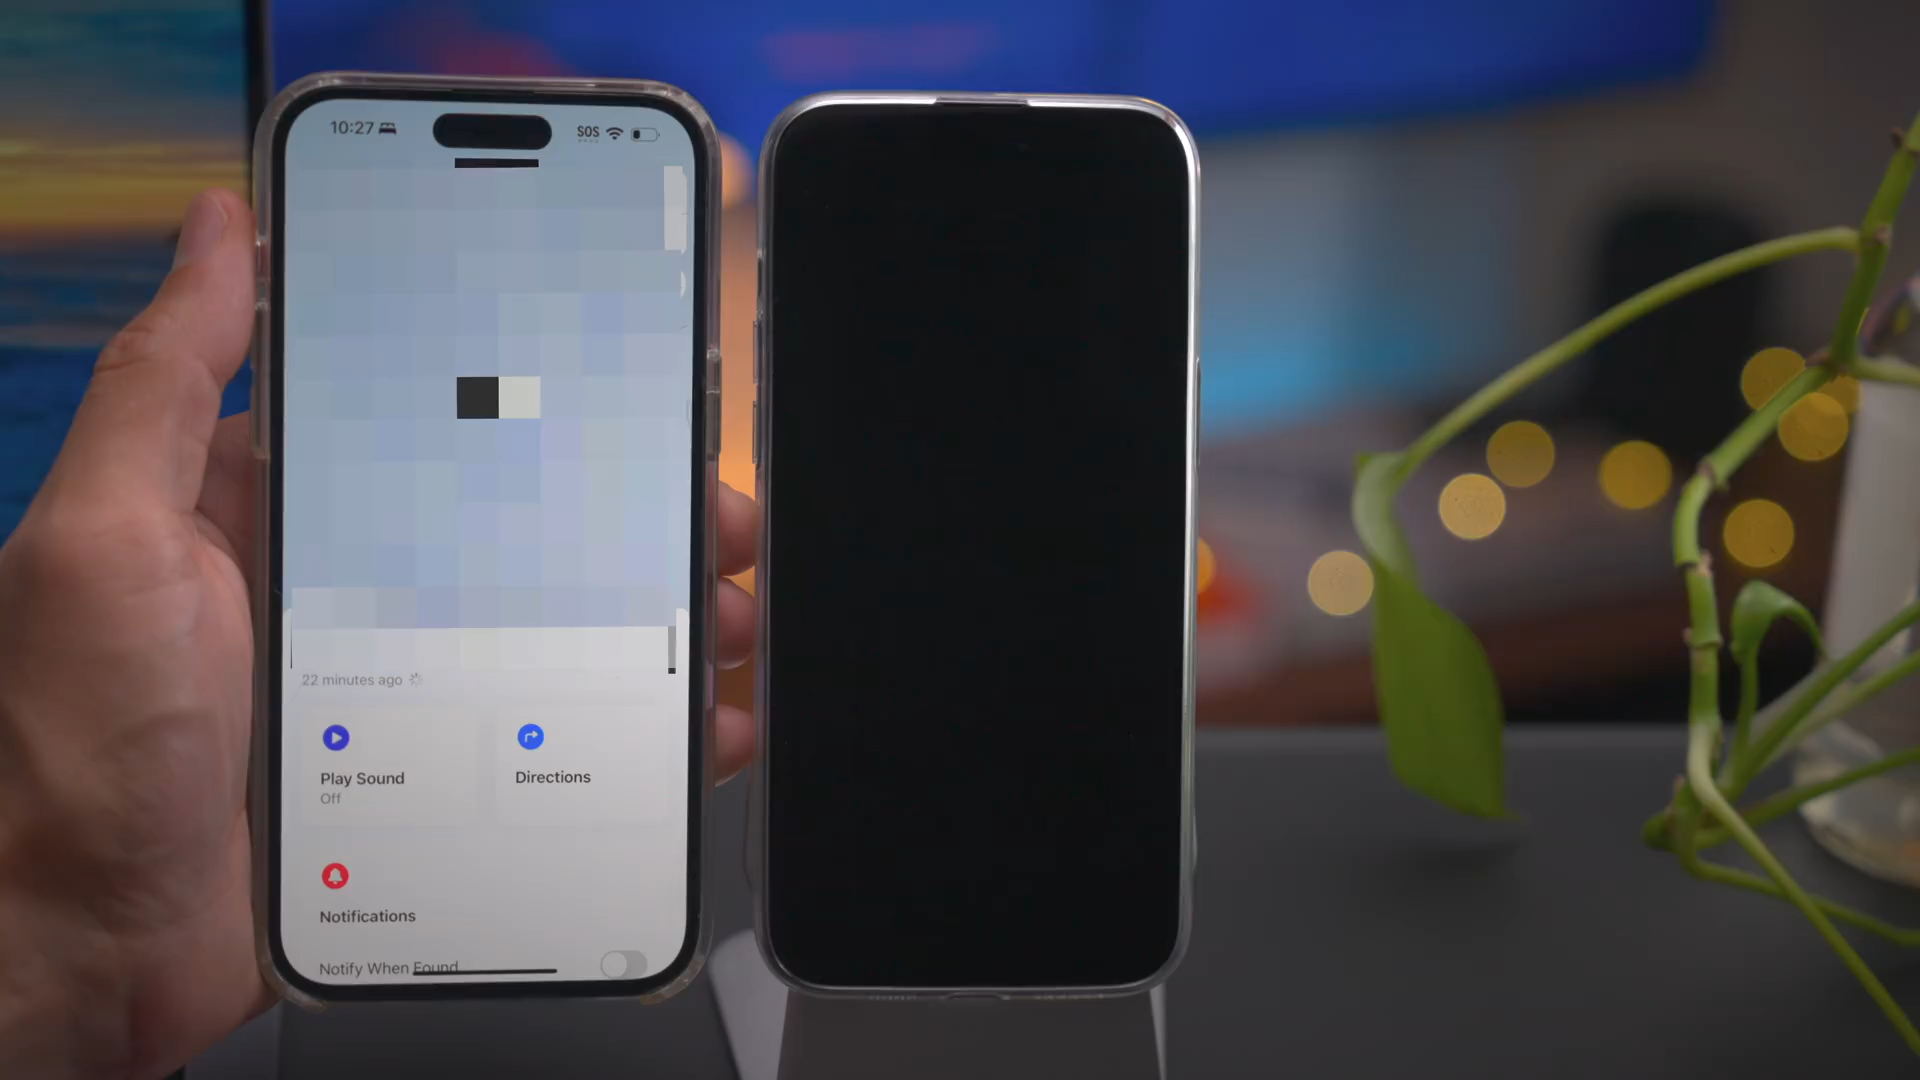 10:27
SOS
22 minutes ago
Play Sound
Off
Directions
Notifications
Notify When Found